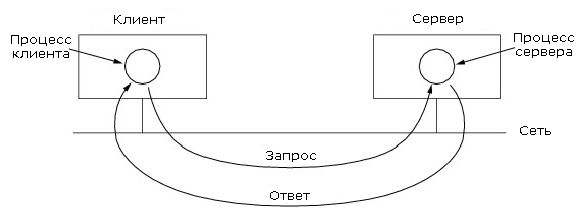 Клиент
Сервер
Процесс
клиента
Процесс
сервера
Сеть
Запрос
Ответ